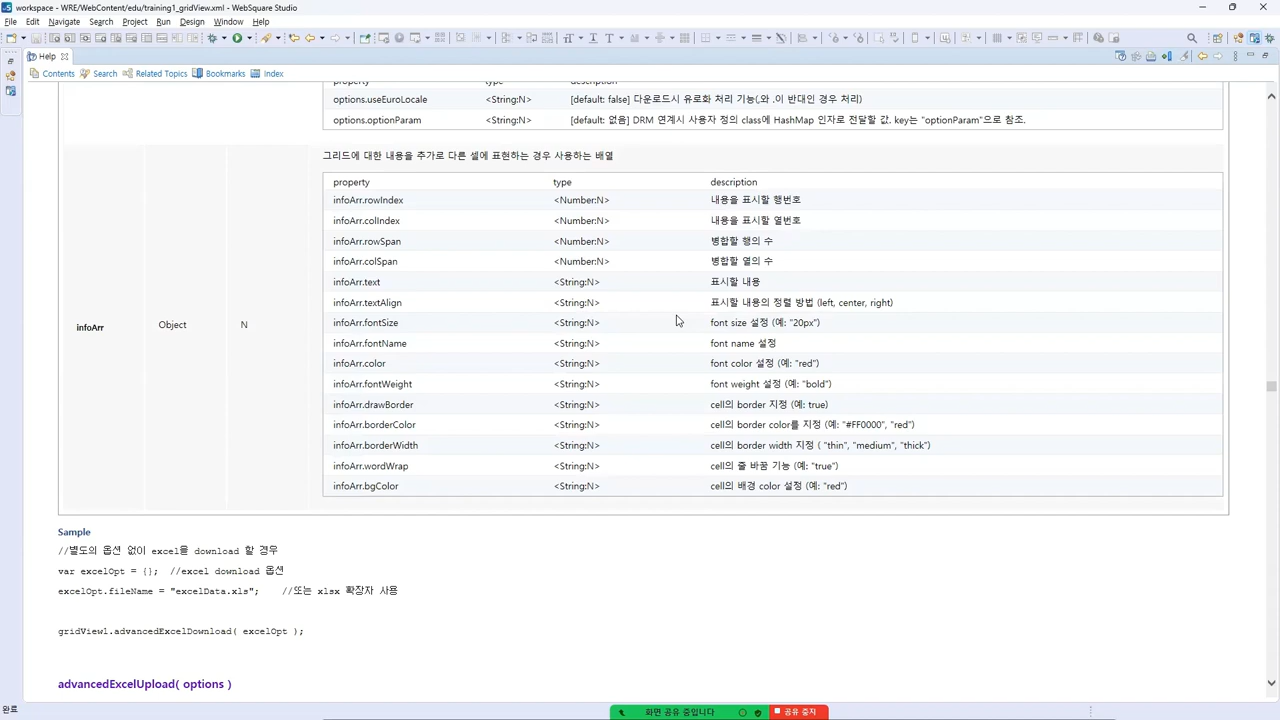 workspace - WRE/WebContent/edu/training1_gridView.xml - WebSquare Studio
File Edit Navigate Search Project Run Design Window Help
Help
Contents Search Related Topics Bookmarks Index
property type description
options.useEuroLocale <String:N> [default: false] 다운로드시 유로화 처리 기능(,와 .이 반대인 경우 처리)
options.optionParam <String:N> [default: 없음] DRM 연계시 사용자 정의 class에 HashMap 인자로 전달할 값. key는 "optionParam"으로 참조.
그리드에 대한 내용을 추가로 다른 셀에 표현하는 경우 사용하는 배열
property type description
infoArr.rowIndex <Number:N> 내용을 표시할 행번호
infoArr.colIndex <Number:N> 내용을 표시할 열번호
infoArr.rowSpan <Number:N> 병합할 행의 수
infoArr.colSpan <Number:N> 병합할 열의 수
infoArr.text <String:N> 표시할 내용
infoArr.textAlign <String:N> 표시할 내용의 정렬 방법 (left, center, right)
infoArr Object N
infoArr.fontSize <String:N> font size 설정 (예: "20px")
infoArr.fontName <String:N> font name 설정
infoArr.color <String:N> font color 설정 (예: "red")
infoArr.fontWeight <String:N> font weight 설정 (예: "bold")
infoArr.drawBorder <String:N> cell의 border 지정 (예: true)
infoArr.borderColor <String:N> cell의 border color를 지정 (예: "#FF0000", "red")
infoArr.borderWidth <String:N> cell의 border width 지정 ( "thin", "medium", "thick")
infoArr.wordWrap <String:N> cell의 줄 바꿈 기능 (예: "true")
infoArr.bgColor <String:N> cell의 배경 color 설정 (예: "red")
Sample
//별도의 옵션 없이 excel을 download 할 경우
var excelOpt = {}; //excel download 옵션
excelOpt.fileName = "excelData.xls"; //또는 xlsx 확장자 사용
gridView1.advancedExcelDownload( excelOpt );
advancedExcelUpload( options )
완료
화면 공유 중입니다 공유 중지